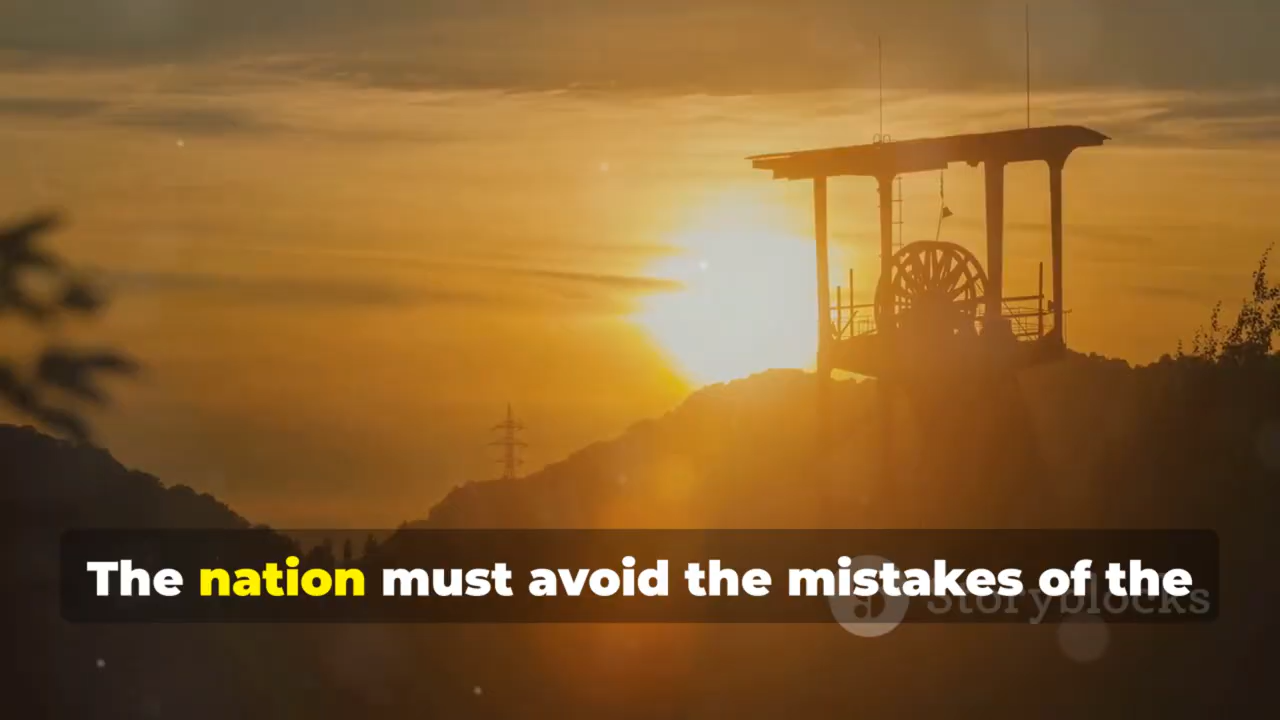 The nation must avoid the mistakes of the
Storyblocks